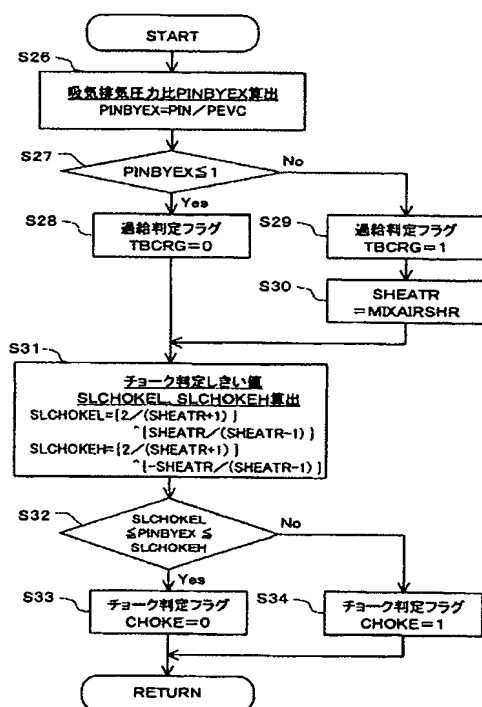 START
S26
吸気排気圧力比PINBYEX算出
PINBYEX=PIN/PEVC
S27
PINBYEX≦1
No
Yes
S28
過給判定フラグ
TBCRG=0
S29
過給判定フラグ
TBCRG=1
S30
SHEATR
=MIXAIRSHR
S31
チョーク判定しきい値
SLCHOKEL、SLCHOKEH算出
SLCHOKEL={2/(SHEATR+1)}
^{SHEATR/(SHEATR-1)}
SLCHOKEH={2/(SHEATR+1)}
^{-SHEATR/(SHEATR-1)}
S32
SLCHOKEL
≦PINBYEX≦
SLCHOKEH
No
Yes
S33
チョーク判定フラグ
CHOKE=0
S34
チョーク判定フラグ
CHOKE=1
RETURN